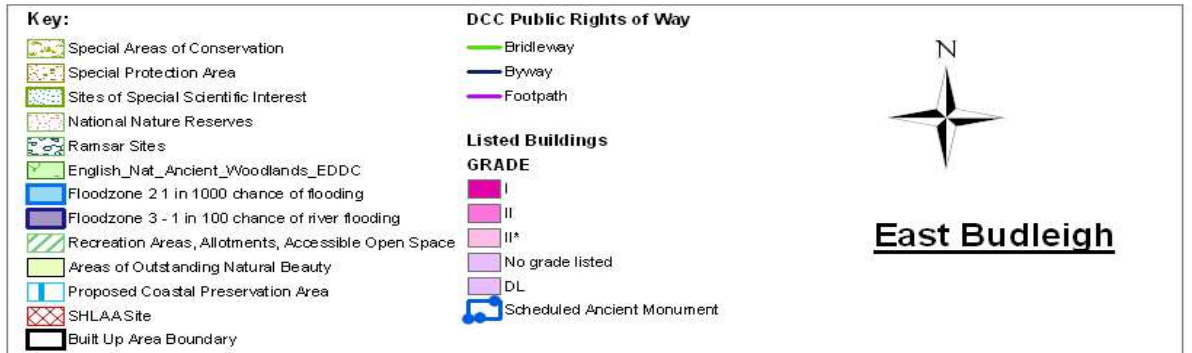 Key:
Special Areas of Conservation
Special Protection Area
Sites of Special Scientific Interest
National Nature Reserves
Ramsar Sites
English_Nat_Ancient_Woodlands_EDDC
Floodzone 2 1 in 1000 chance of flooding
Floodzone 3 - 1 in 100 chance of river flooding
Recreation Areas, Allotments, Accessible Open Space
Areas of Outstanding Natural Beauty
Proposed Coastal Preservation Area
SHLAA Site
Built Up Area Boundary
DCC Public Rights of Way
Bridleway
Byway
Footpath
Listed Buildings
GRADE
I
II
II*
No grade listed
DL
Scheduled Ancient Monument
N
East Budleigh